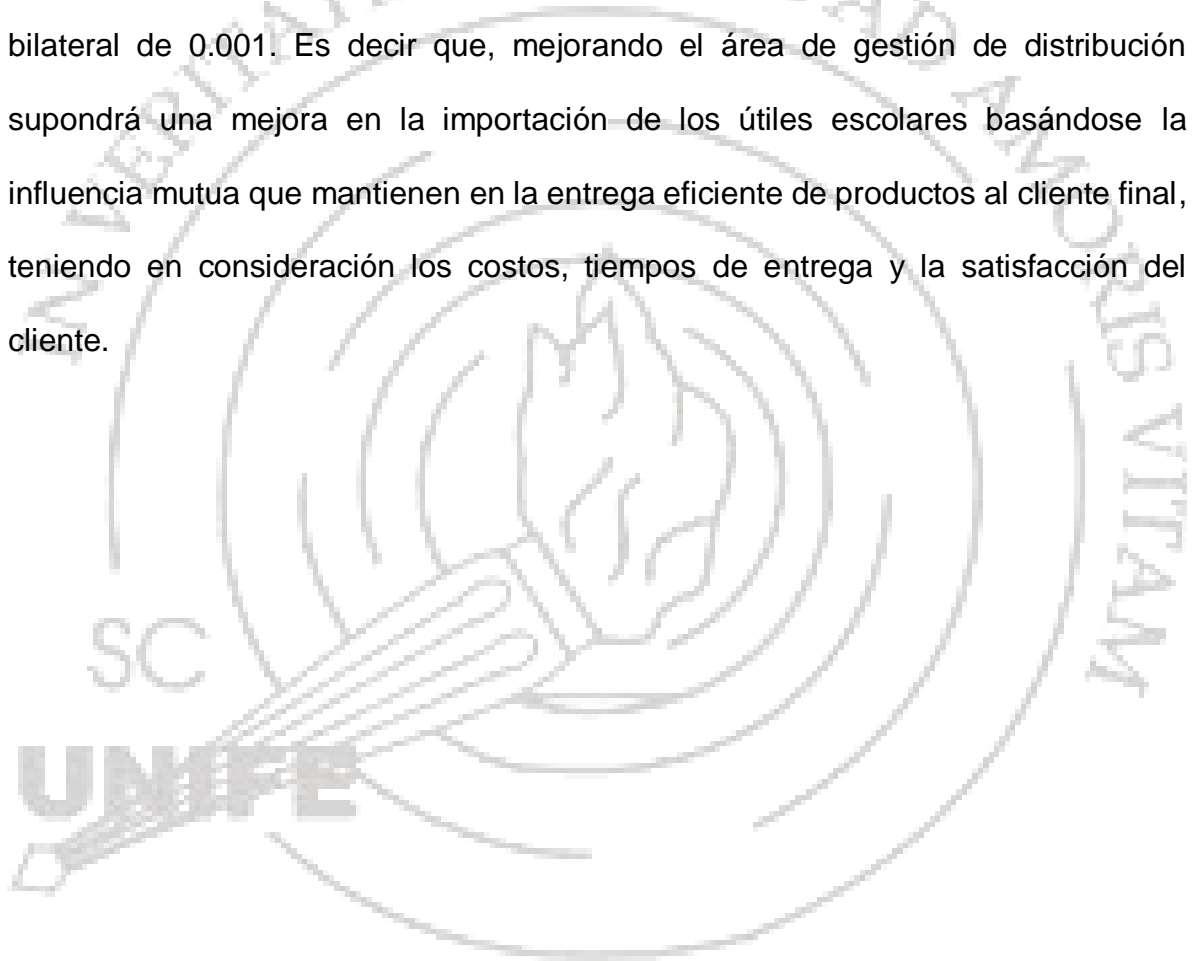 bilateral de 0.001. Es decir que, mejorando el área de gestión de distribución
supondrá una mejora en la importación de los útiles escolares basándose la
influencia mutua que mantienen en la entrega eficiente de productos al cliente final,
teniendo en consideración los costos, tiempos de entrega y la satisfacción del
cliente.
AMORIS VITAM
SC
UNIFE